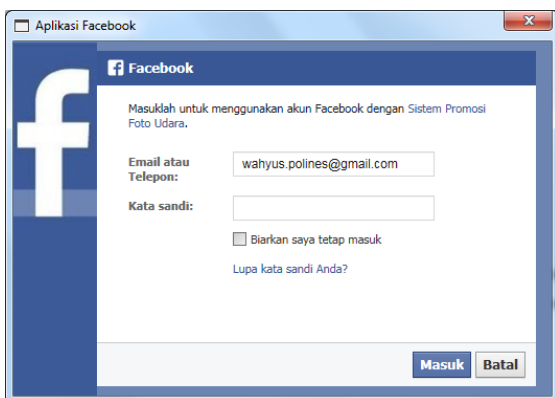 Aplikasi Facebook
Facebook
Masuklah untuk menggunakan akun Facebook dengan Sistem Promosi
Foto Udara.
Email atau
Telepon:
wahyus.polines@gmail.com
Kata sandi:
Biarkan saya tetap masuk
Lupa kata sandi Anda?
Masuk Batal